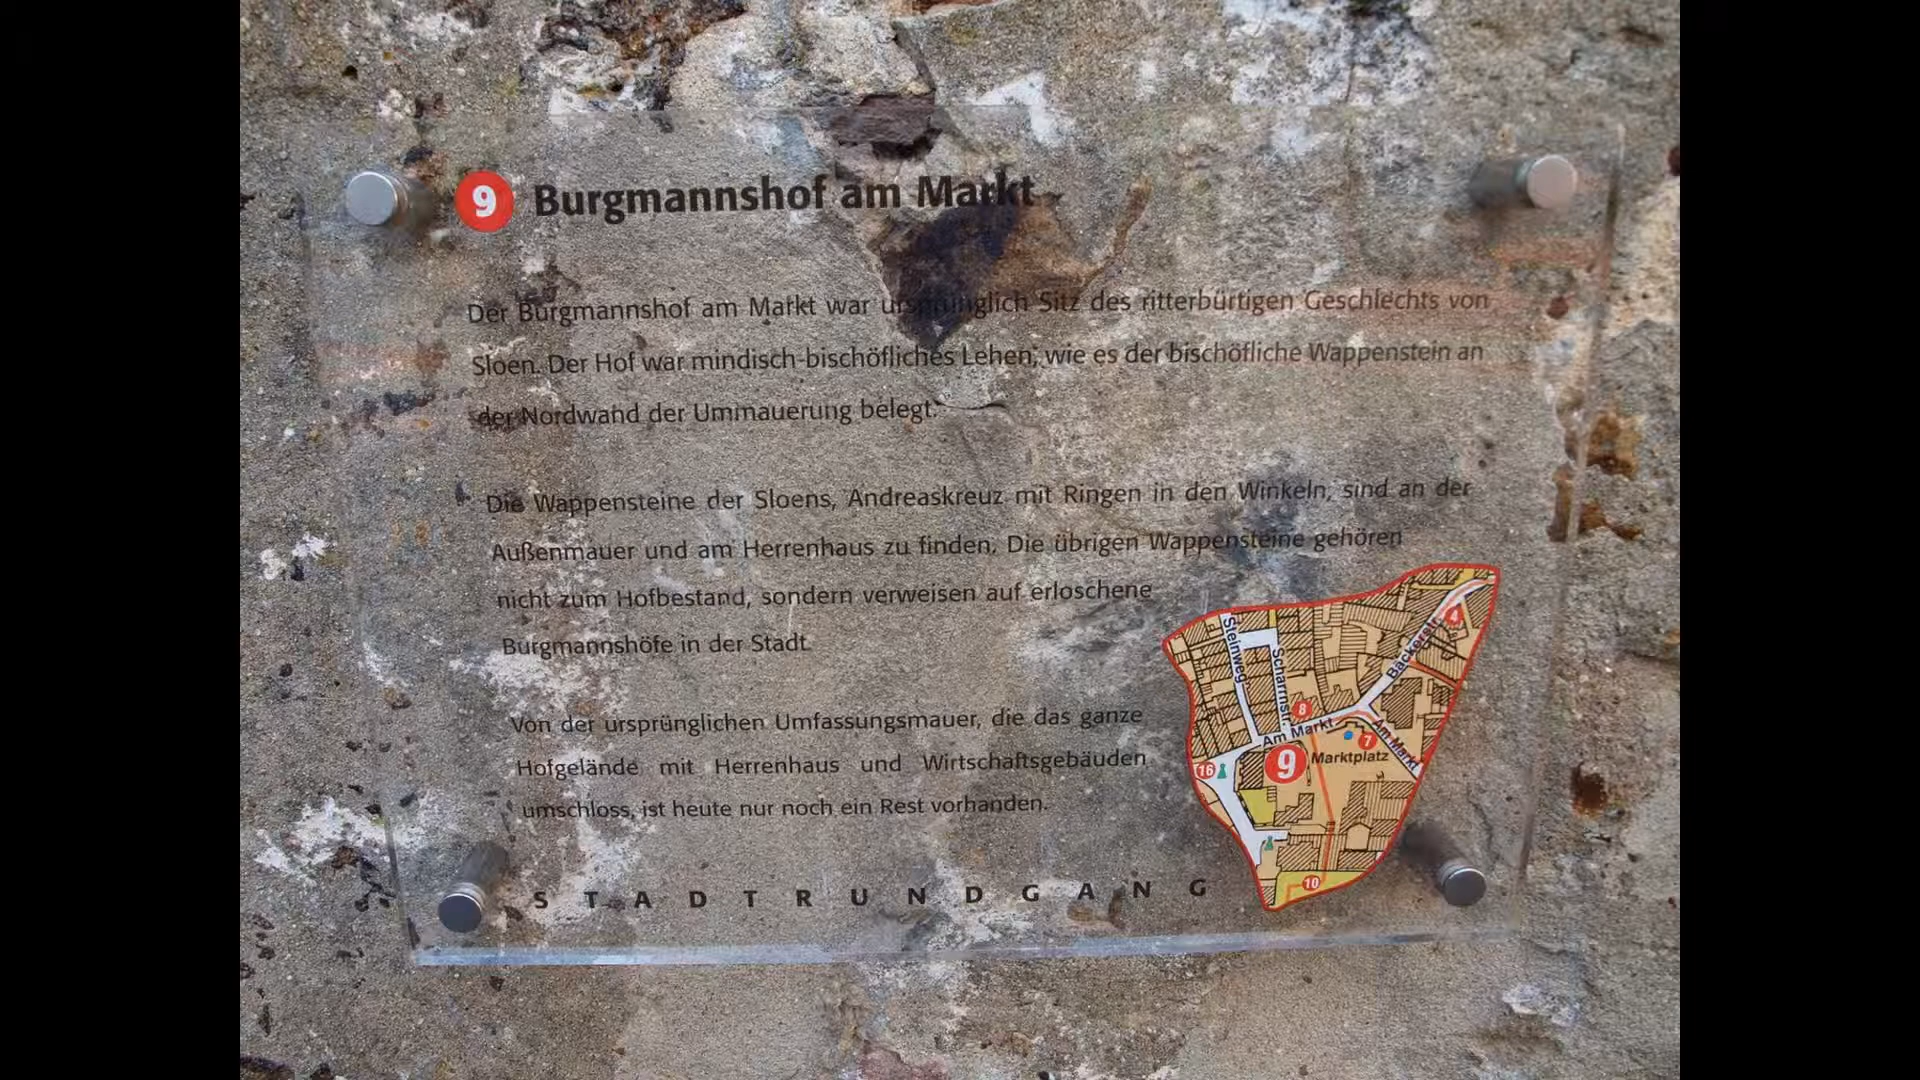 9 Burgmannshof am Markt
Der Burgmannshof am Markt war ursprünglich Sitz des ritterbürtigen Geschlechts von
Sloen. Der Hof war mindisch-bischöfliches Lehen, wie es der bischöfliche Wappenstein an
der Nordwand der Ummauerung belegt.
Die Wappensteine der Sloens, Andreaskreuz mit Ringen in den Winkeln, sind an der
Außenmauer und am Herrenhaus zu finden. Die übrigen Wappensteine gehören
nicht zum Hofbestand, sondern verweisen auf erloschene
Burgmannshöfe in der Stadt.
Von der ursprünglichen Umfassungsmauer, die das ganze
Hofgelände mit Herrenhaus und Wirtschaftsgebäuden
umschloss, ist heute nur noch ein Rest vorhanden.
STADTRUNDGANG
4
Bäckerstr.
Steinweg
Scharrnstr.
8
Am Markt
7
Am Markt
9
Marktplatz
16
10